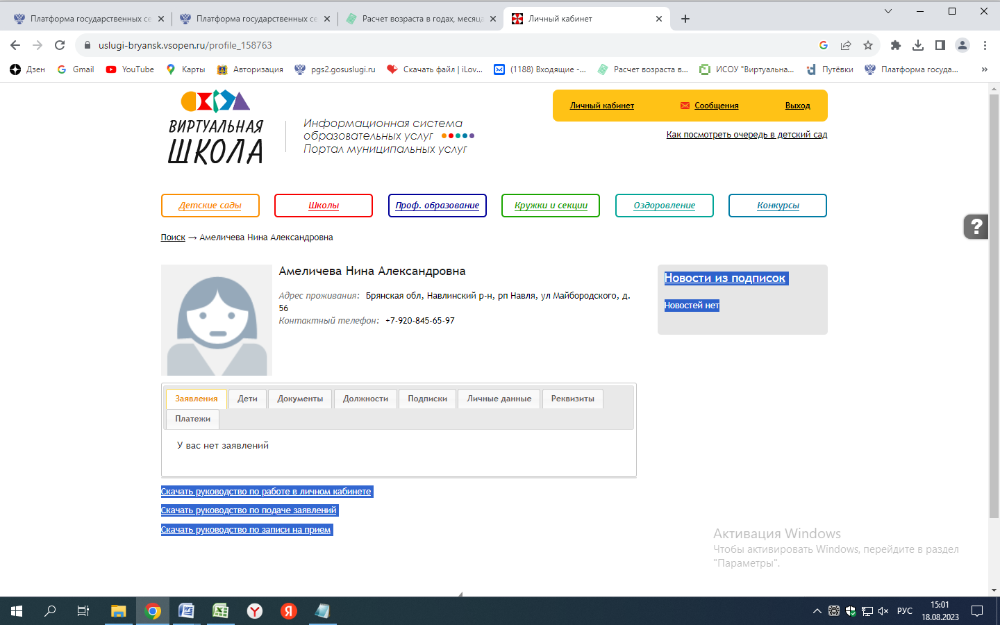 Платформа государственных се
Платформа государственных се
Расчет возраста в годах, месяца
Личный кабинет
uslugi-bryansk.vsopen.ru/profile_158763
Дзен
Gmail
YouTube
Карты
Авторизация
pgs2.gosuslugi.ru
Скачать файл | iLov...
(1188) Входящие -...
Расчет возраста в...
ИСОУ "Виртуальна...
Путёвки
Платформа госуда...
»
ВИРТУАЛЬНАЯ
ШКОЛА
Информационная система
образовательных услуг
Портал муниципальных услуг
Личный кабинет
Сообщения
Выход
Как посмотреть очередь в детский сад
Детские сады
Школы
Проф. образование
Кружки и секции
Оздоровление
Конкурсы
?
Поиск → Амеличева Нина Александровна
Амеличева Нина Александровна
Адрес проживания: Брянская обл, Навлинский р-н, рп Навля, ул Майбородского, д.
56
Контактный телефон: +7-920-845-65-97
Новости из подписок
Новостей нет
Заявления
Дети
Документы
Должности
Подписки
Личные данные
Реквизиты
Платежи
У вас нет заявлений
Скачать руководство по работе в личном кабинете
Скачать руководство по подаче заявлений
Скачать руководство по записи на прием
Активация Windows
Чтобы активировать Windows, перейдите в раздел
"Параметры".
РУС
15:01
18.08.2023